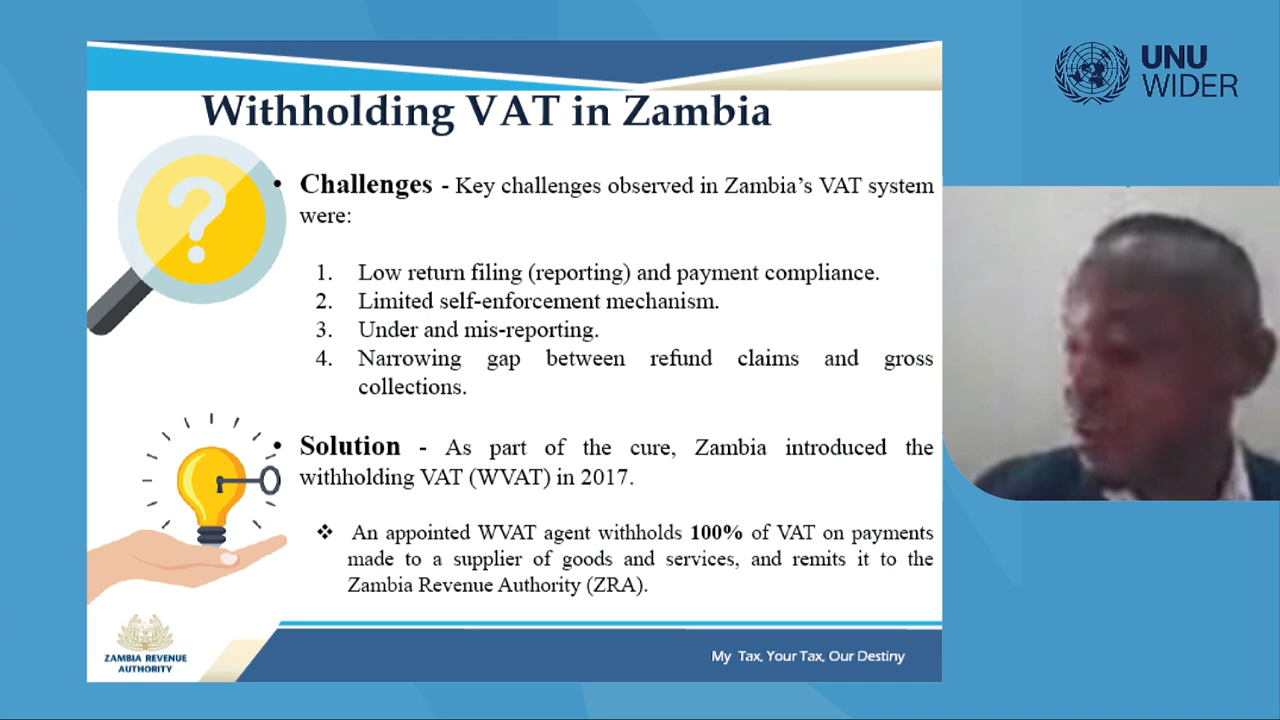 UNU
WIDER
Withholding VAT in Zambia
• Challenges - Key challenges observed in Zambia's VAT system
were:
1. Low return filing (reporting) and payment compliance.
2. Limited self-enforcement mechanism.
3. Under and mis-reporting.
4. Narrowing gap between refund claims and gross
collections.
• Solution - As part of the cure, Zambia introduced the
withholding VAT (WVAT) in 2017.
❖ An appointed WVAT agent withholds 100% of VAT on payments
made to a supplier of goods and services, and remits it to the
Zambia Revenue Authority (ZRA).
ZAMBIA REVENUE
AUTHORITY
My Tax, Your Tax, Our Destiny